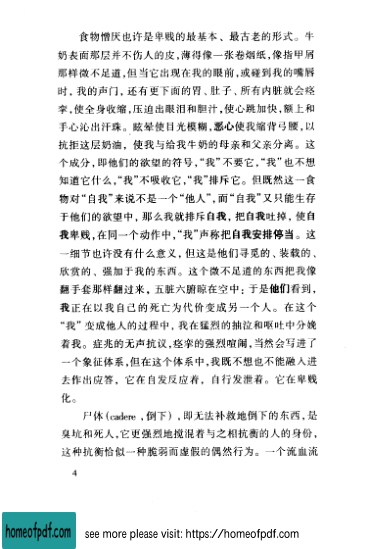 食物憎厌也许是卑贱的最基本、最古老的形式。牛
奶表面那层并不伤人的皮,薄得像一张卷烟纸,像指甲屑
那样微不足道,但当它出现在我的眼前,或碰到我的嘴唇
时,我的声门,还有更下面的胃、肚子、所有内脏就会痉
挛,使全身收缩,压迫出眼泪和胆汁,使心跳加快,额上和
手心沁出汗珠。眩晕使目光模糊,恶心使我缩背弓腰,以
抗拒这层奶油,使我与给我牛奶的母亲和父亲分离。这
个成分,即他们的欲望的符号,“我”不要它,“我”也不想
知道它什么,“我”不吸收它,“我”排斥它。但既然这一食
物对“自我”来说不是一个“他人”,而“自我”又只能生存
于他们的欲望中,那么我就排斥自我,把自我吐掉,使自
我卑贱,在同一个动作中,“我”声称把自我安排停当。这
一细节也许没有什么意义,但这是他们寻觅的、装载的、
欣赏的、强加于我的东西。这个微不足道的东西把我像
翻手套那样翻过来,五脏六腑晾在空中;于是他们看到,
我正在以我自己的死亡为代价变成另一个人。在这个
“我”变成他人的过程中,我在猛烈的抽泣和呕吐中分娩
着我。症兆的无声抗议,痉挛的强烈喧闹,当然会写进了
一个象征体系,但在这个体系中,我既不想也不能融入进
去作出应答,它在自发反应着,自行发泄着。它在卑贱
化。
尸体(cadere,倒下),即无法补救地倒下的东西,是
臭坑和死人,它更强烈地搅混着与之相抗衡的人的身份,
这种抗衡恰似一种脆弱而虚假的偶然行为。一个流血流
4
homeofpdf.com
see more please visit: https://homeofpdf.com